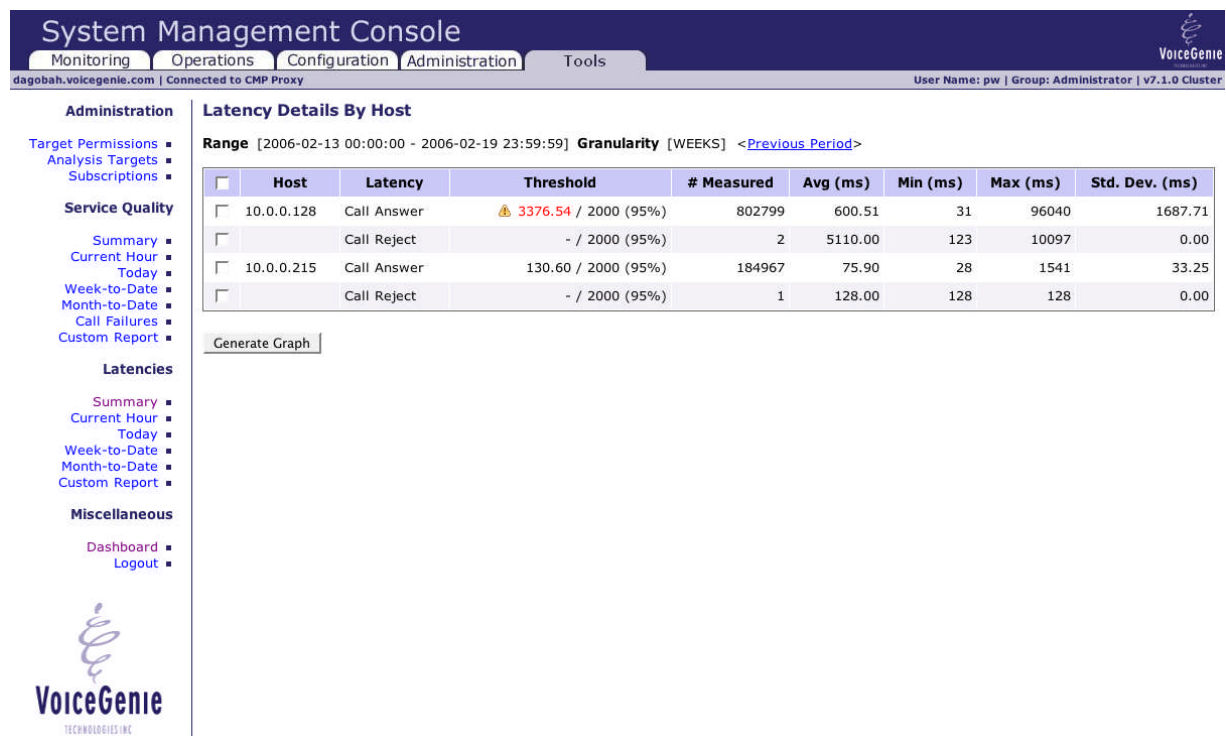 System Management Console
Monitoring Operations Configuration Administration Tools
VoiceGenie
dagobah.voicegenie.com | Connected to CMP Proxy
User Name: pw | Group: Administrator | v7.1.0 Cluster
Administration
Target Permissions
Analysis Targets
Subscriptions
Service Quality
Summary
Current Hour
Today
Week-to-Date
Month-to-Date
Call Failures
Custom Report
Latencies
Summary
Current Hour
Today
Week-to-Date
Month-to-Date
Custom Report
Miscellaneous
Dashboard
Logout
VoiceGenie
TECHNOLOGIES INC
Latency Details By Host
Range [2006-02-13 00:00:00 - 2006-02-19 23:59:59] Granularity [WEEKS] <Previous Period>
Host Latency Threshold # Measured Avg (ms) Min (ms) Max (ms) Std. Dev. (ms)
10.0.0.128 Call Answer 3376.54 / 2000 (95%) 802799 600.51 31 96040 1687.71
Call Reject - / 2000 (95%) 2 5110.00 123 10097 0.00
10.0.0.215 Call Answer 130.60 / 2000 (95%) 184967 75.90 28 1541 33.25
Call Reject - / 2000 (95%) 1 128.00 128 128 0.00
Generate Graph